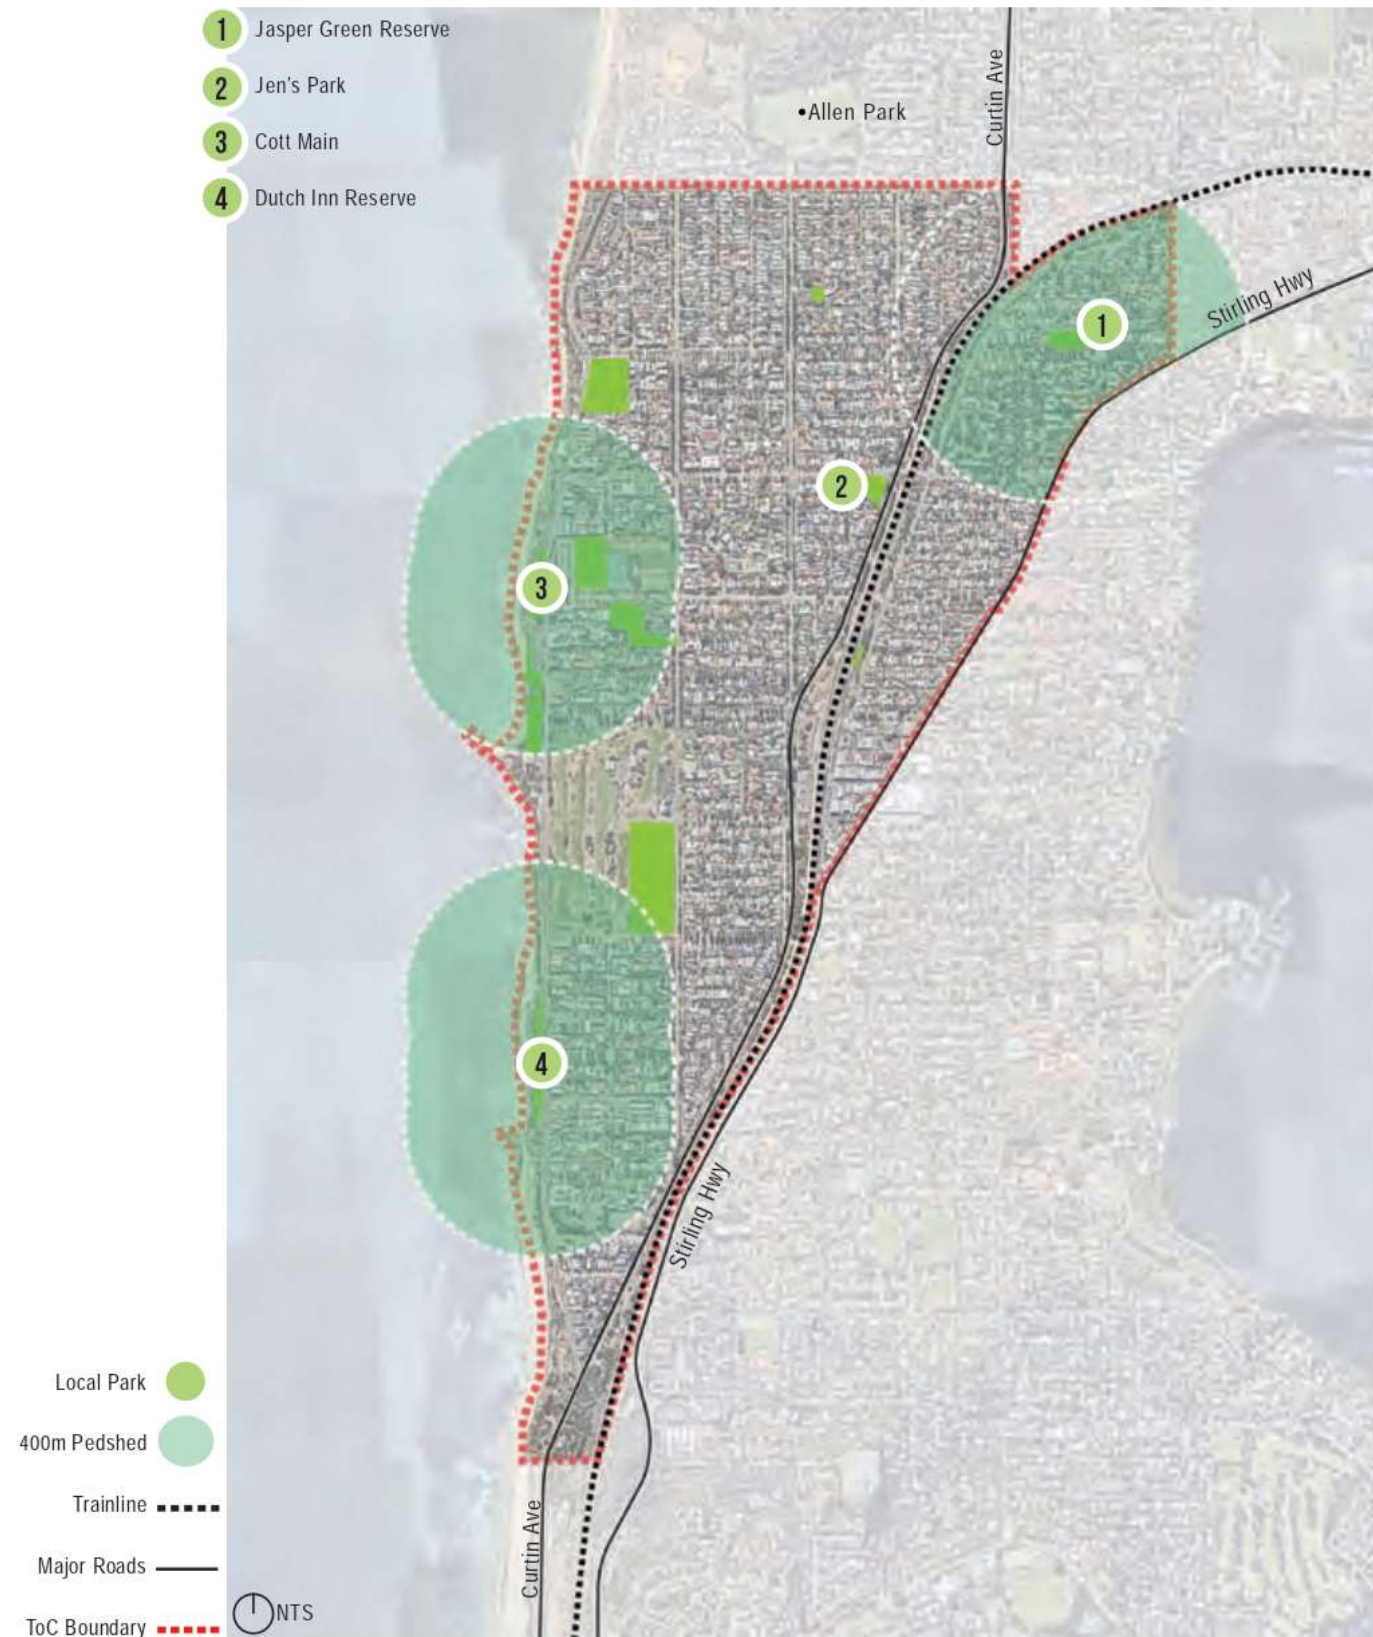 1 Jasper Green Reserve
2 Jen's Park
3 Cott Main
4 Dutch Inn Reserve
•Allen Park
Curtin Ave
Stirling Hwy
1
2
3
4
Stirling Hwy
Curtin Ave
Local Park
400m Pedshed
Trainline
Major Roads
ToC Boundary
NTS